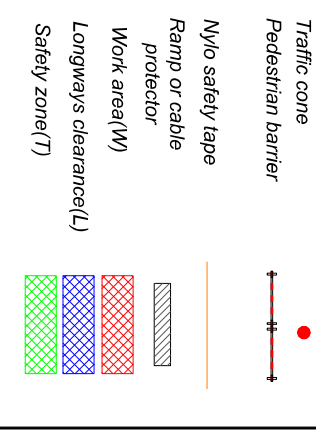 Traffic cone
Pedestrian barrier
Nylo safety tape
Ramp or cable
protector
Work area(W)
Longways clearance(L)
Safety zone(T)